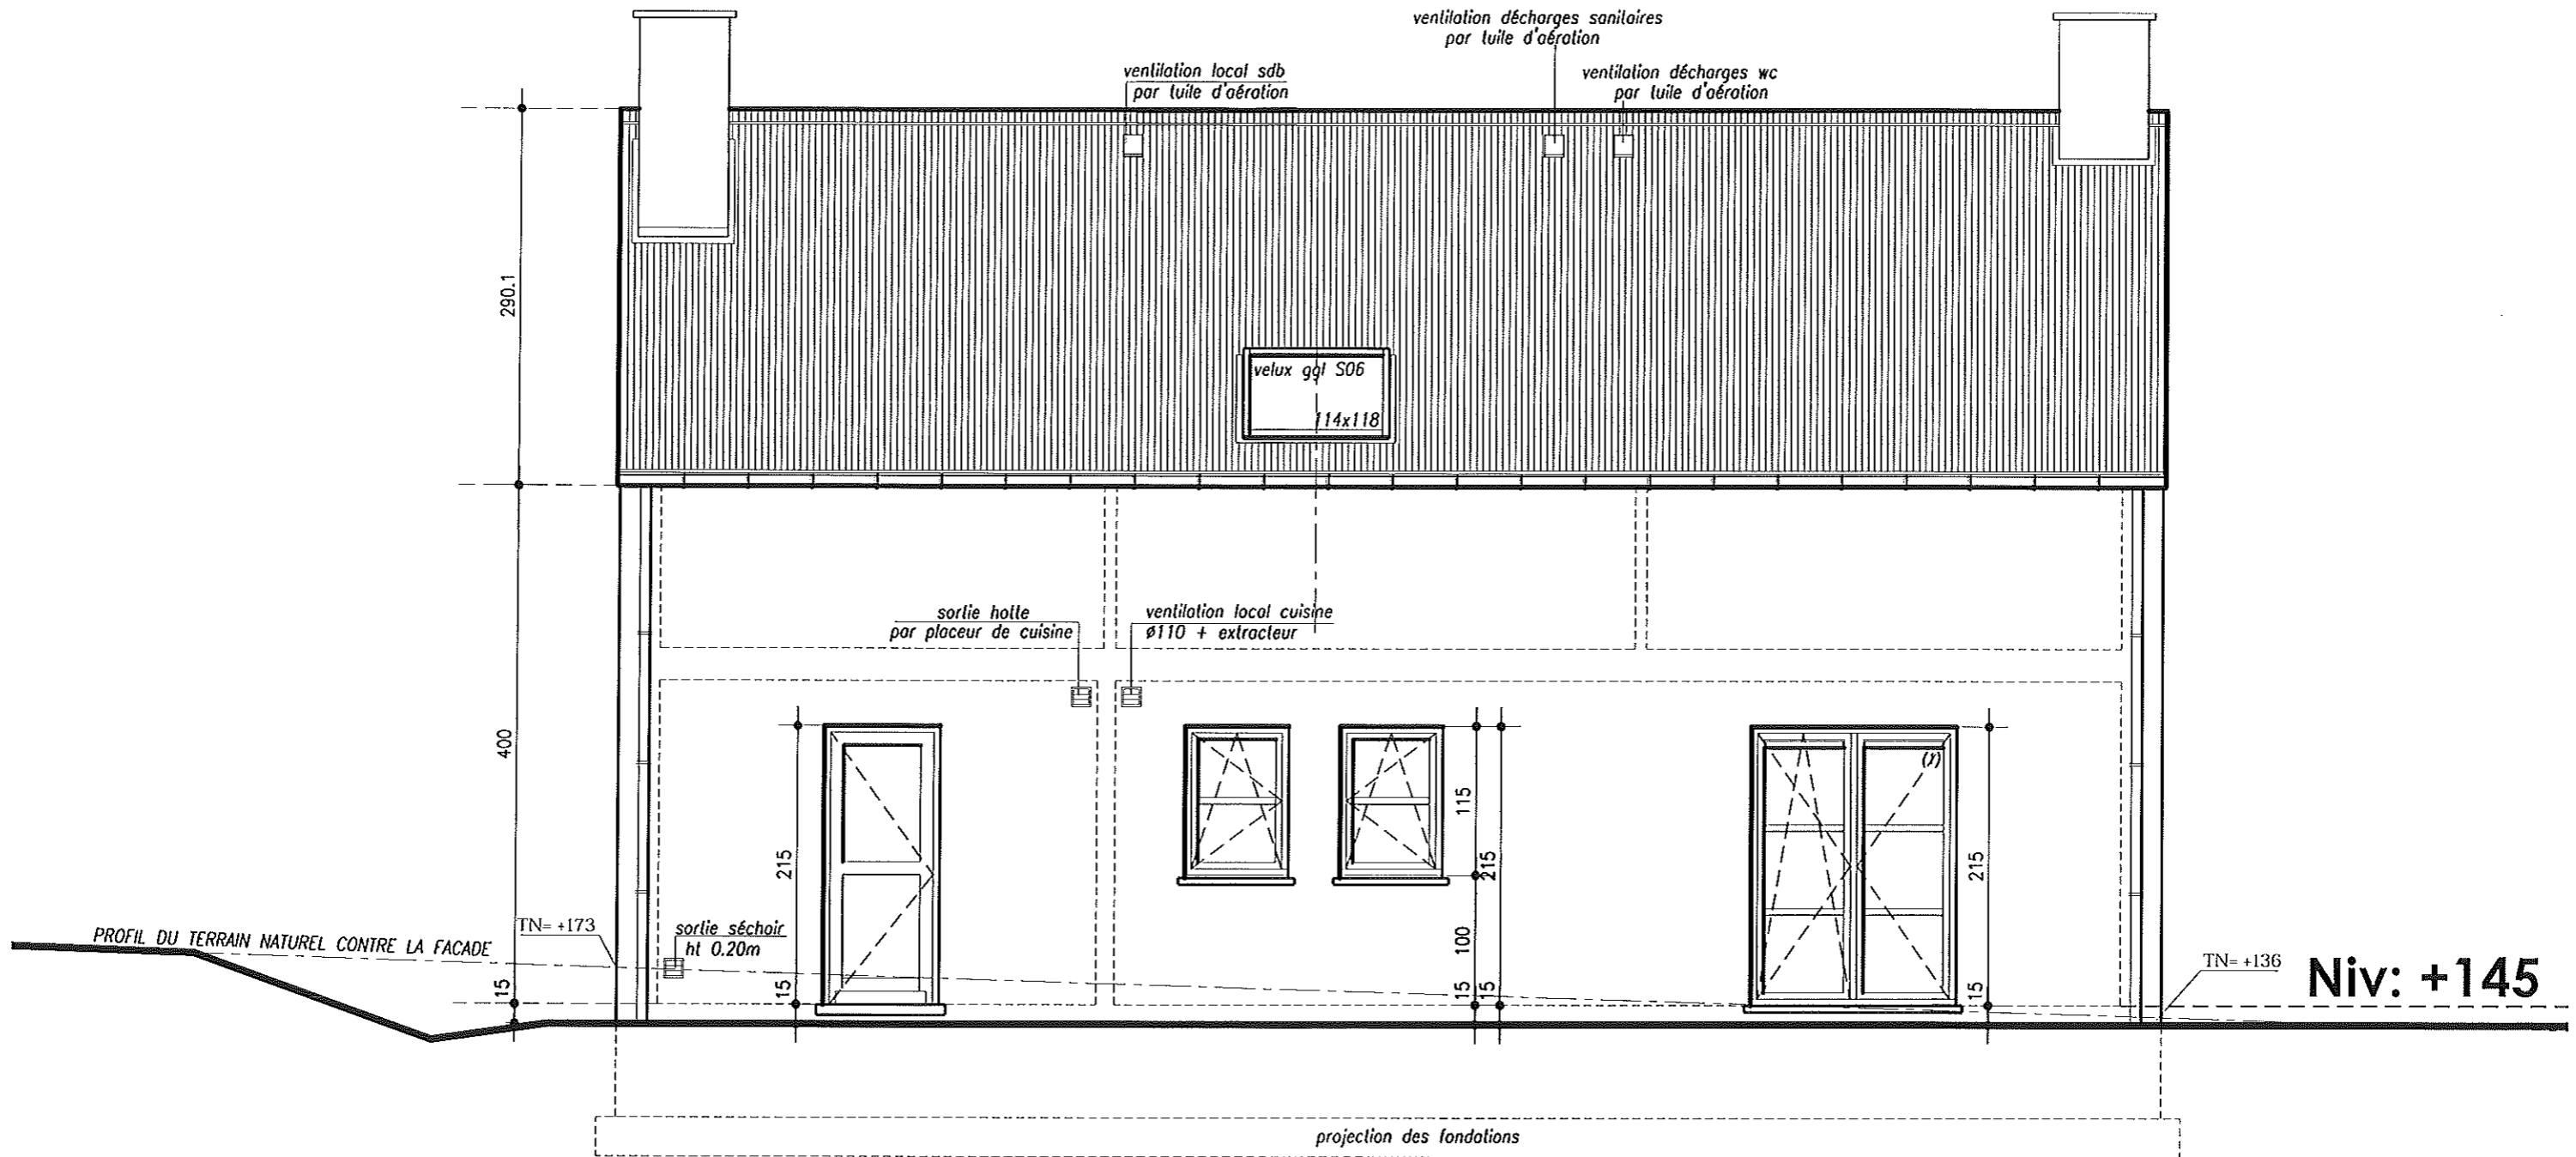 ventilation décharges sanitaires
par tuile d'aération
ventilation local sdb
par tuile d'aération
ventilation décharges wc
par tuile d'aération
290.1
velux ggl S06
114x118
sortie hotte
par placeur de cuisine
ventilation local cuisine
ø110 + extracteur
400
215
115
215
215
100
(1)
PROFIL DU TERRAIN NATUREL CONTRE LA FACADE
TN= +173
sortie séchoir
ht 0.20m
TN= +136
Niv: +145
15
15
15
15
15
projection des fondations